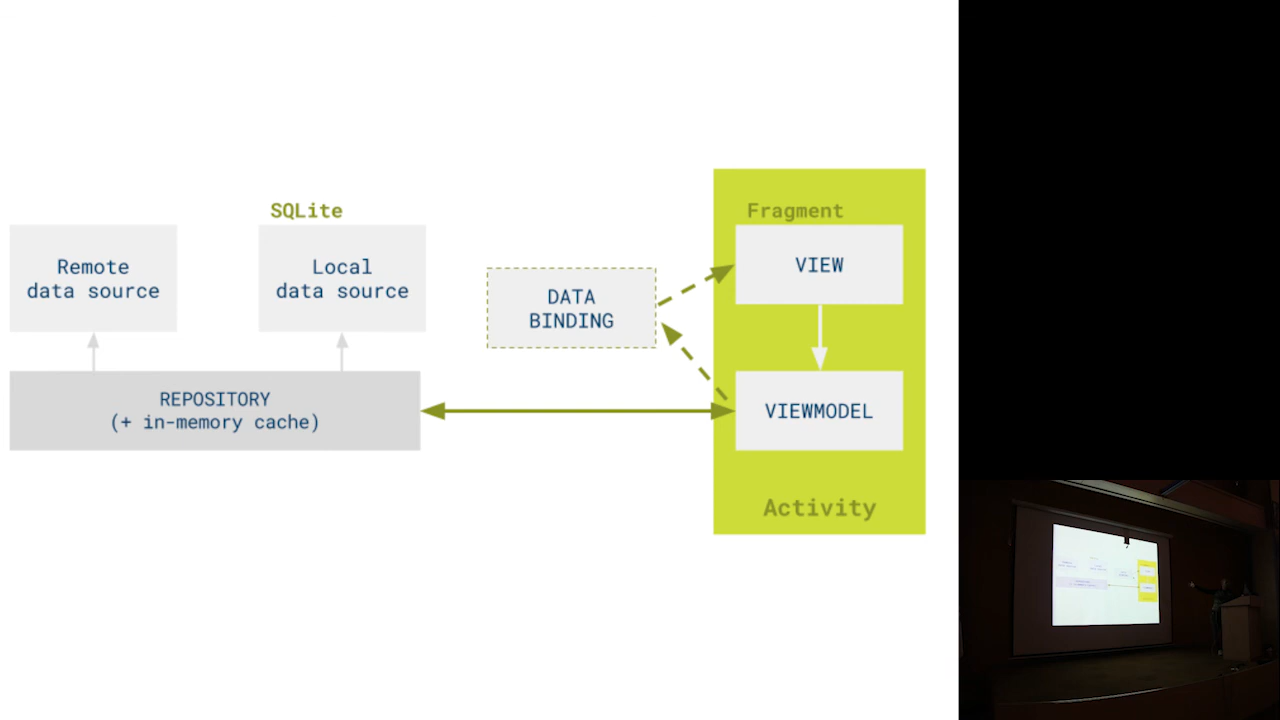 SQLite
Fragment
Remote
data source
Local
data source
DATA
BINDING
VIEW
REPOSITORY
(+ in-memory cache)
VIEWMODEL
Activity